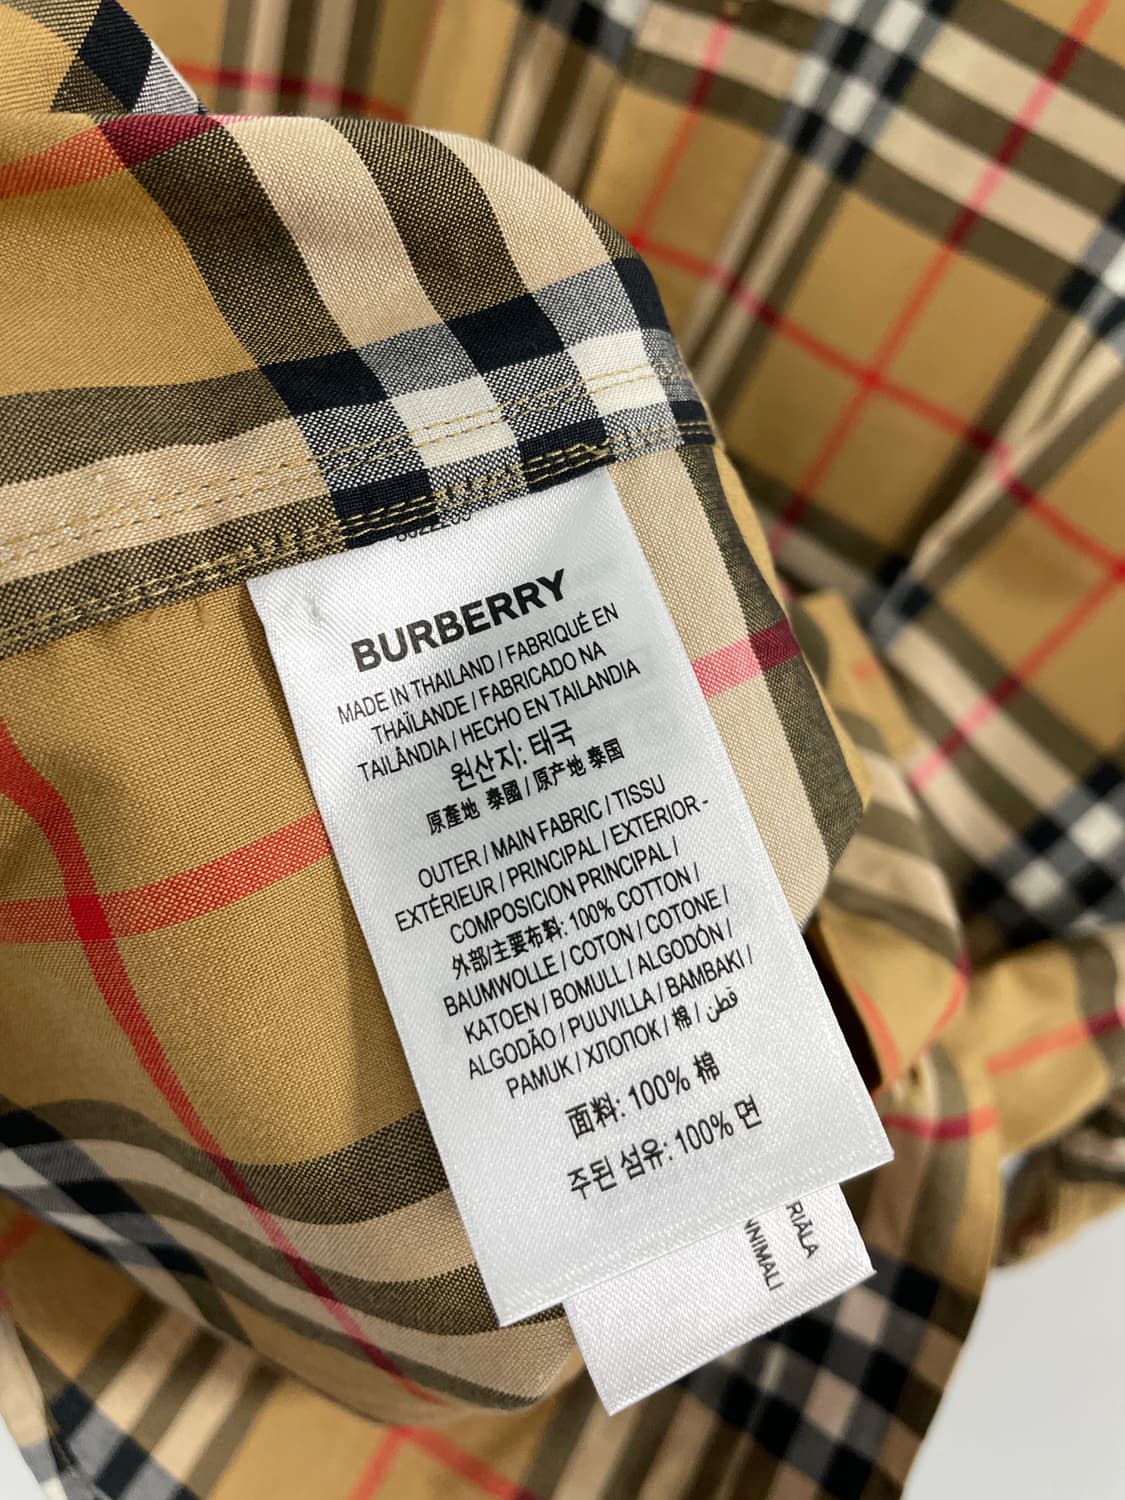 BURBERRY
MADE IN THAILAND / FABRIQUÉ EN
THAÏLANDE / FABRICADO NA
TAILÂNDIA / HECHO EN TAILANDIA
원산지: 태국
原產地 泰國 / 原产地 泰国
OUTER / MAIN FABRIC / TISSU
EXTÉRIEUR / PRINCIPAL / EXTERIOR -
COMPOSICION PRINCIPAL /
外部/主要布料: 100% COTTON /
BAUMWOLLE / COTON / COTONE /
KATOEN / BOMULL / ALGODÓN /
ALGODÃO / PUUVILLA / BAMBAKI /
PAMUK / ХЛОПОК / 棉 / قطن
面料: 100% 棉
주된 섬유: 100% 면
RIĀLA
NNIMALI